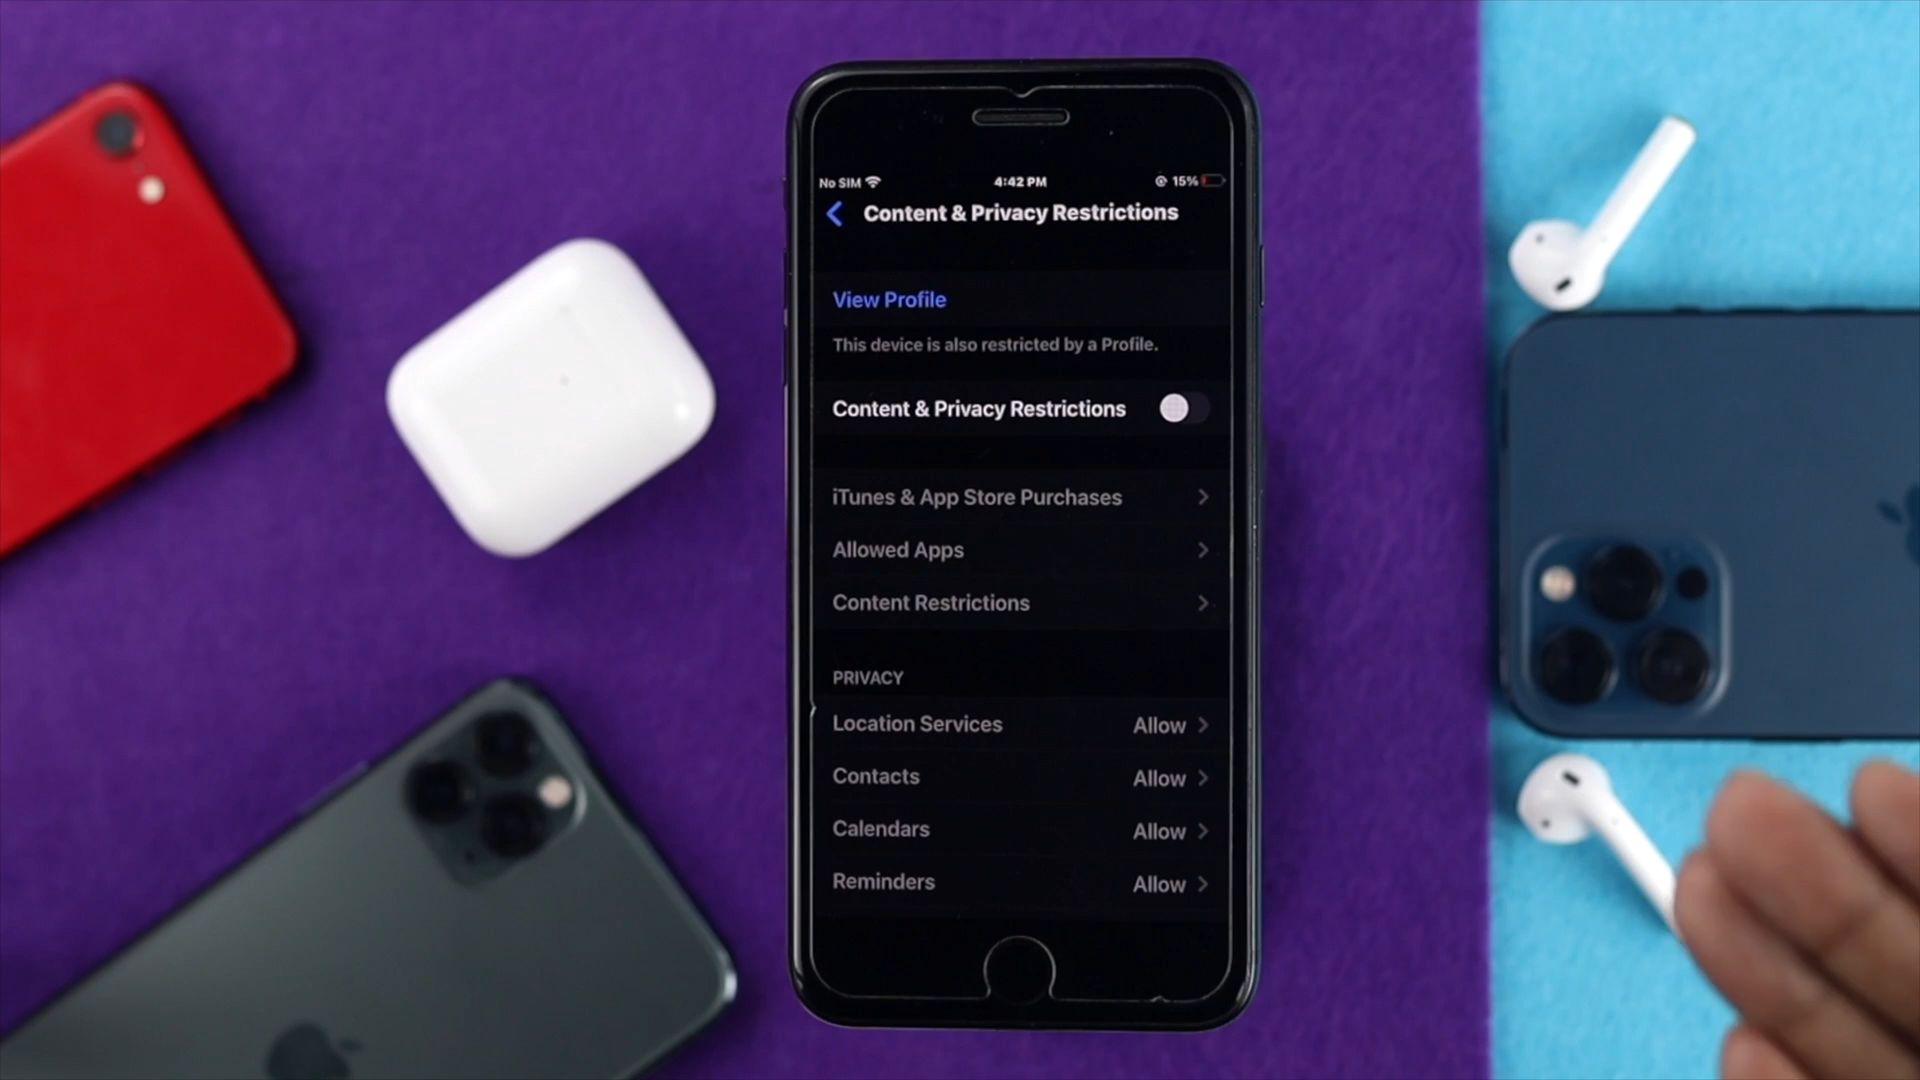 No SIM 4:42 PM 15%
Content & Privacy Restrictions
View Profile
This device is also restricted by a Profile.
Content & Privacy Restrictions
iTunes & App Store Purchases
Allowed Apps
Content Restrictions
PRIVACY
Location Services Allow
Contacts Allow
Calendars Allow
Reminders Allow